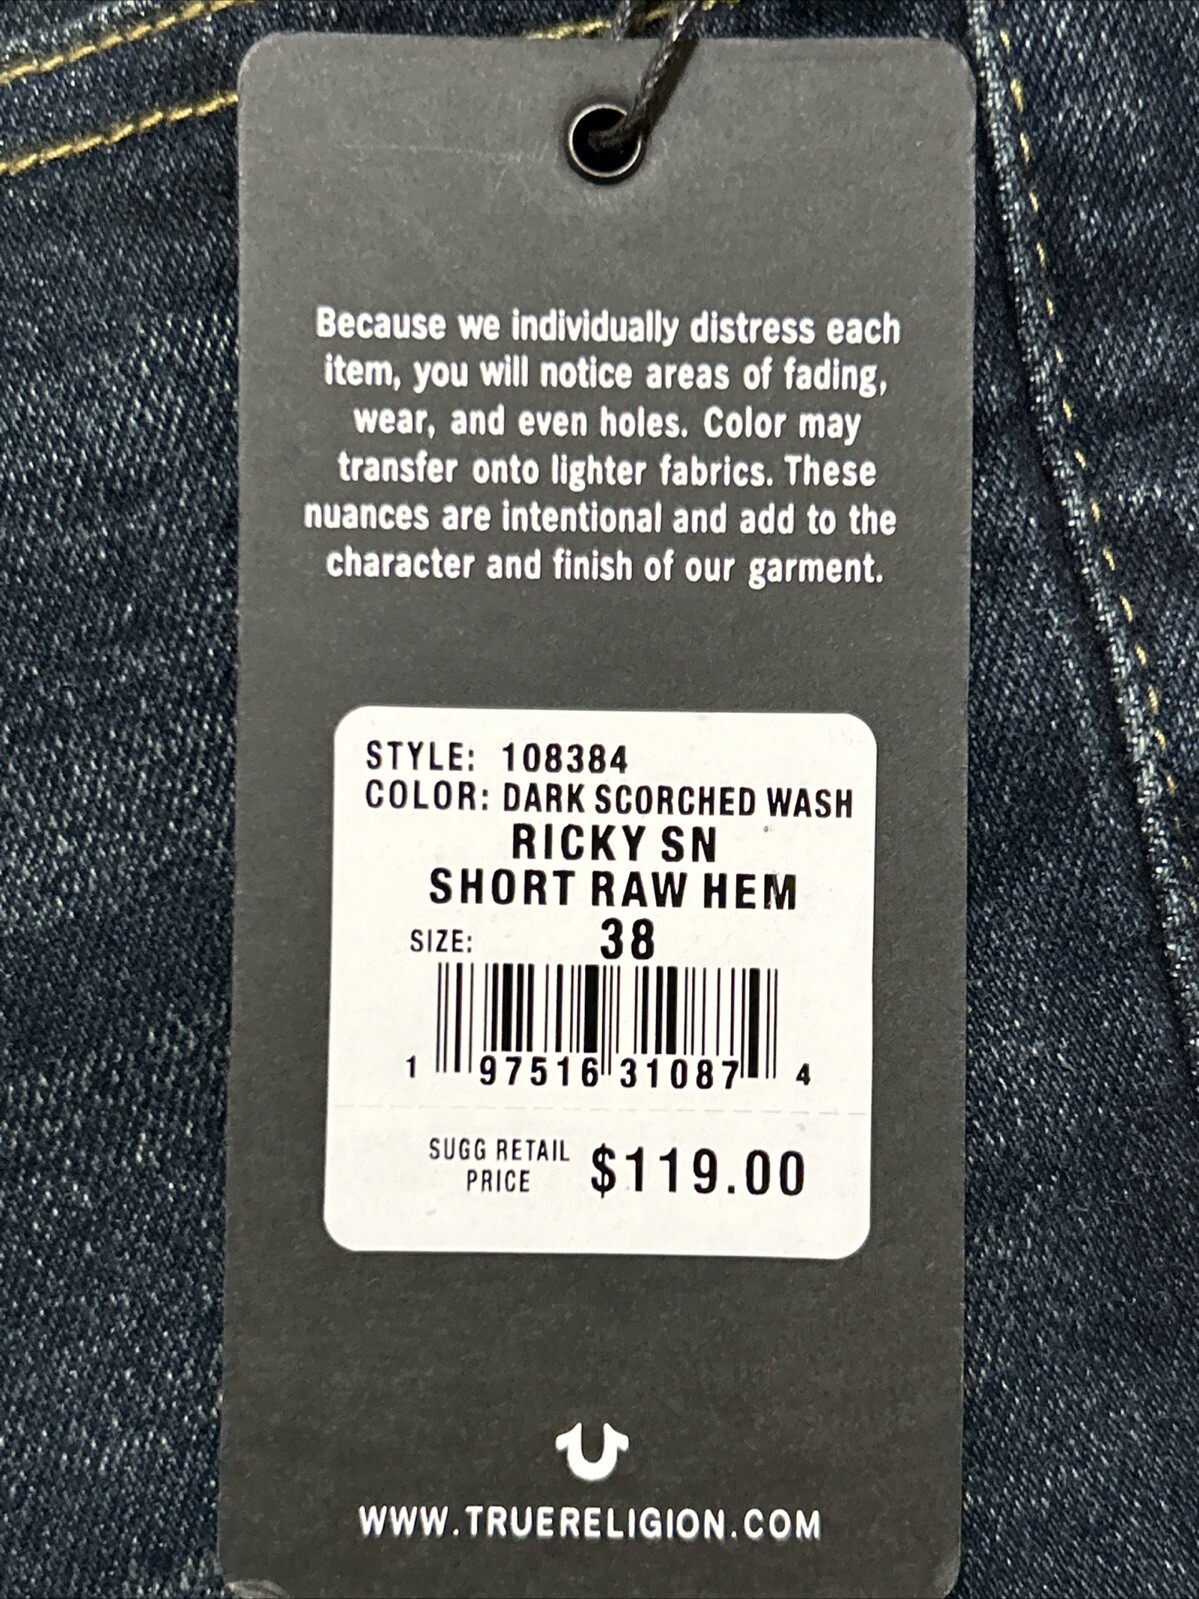 Because we individually distress each
item, you will notice areas of fading,
wear, and even holes. Color may
transfer onto lighter fabrics. These
nuances are intentional and add to the
character and finish of our garment.
STYLE: 108384
COLOR: DARK SCORCHED WASH
RICKY SN
SHORT RAW HEM
SIZE: 38
1 97516 31087 4
SUGG RETAIL
PRICE $119.00
WWW.TRUERELIGION.COM